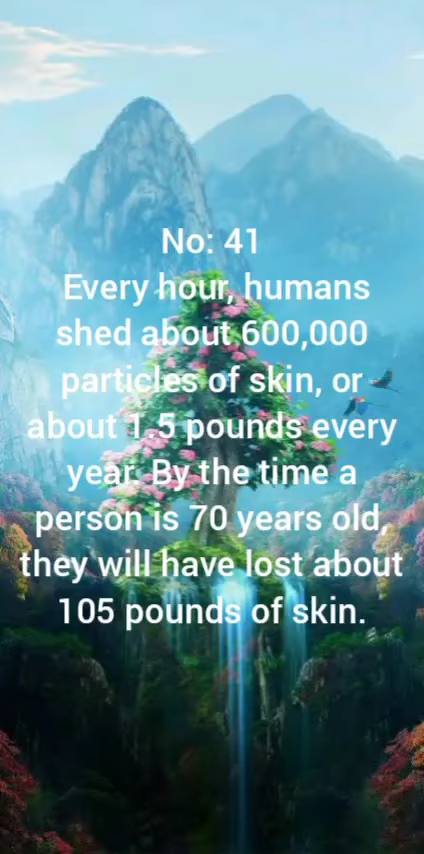 No: 41
Every hour, humans
shed about 600,000
particles of skin, or
about 1.5 pounds every
year. By the time a
person is 70 years old,
they will have lost about
105 pounds of skin.